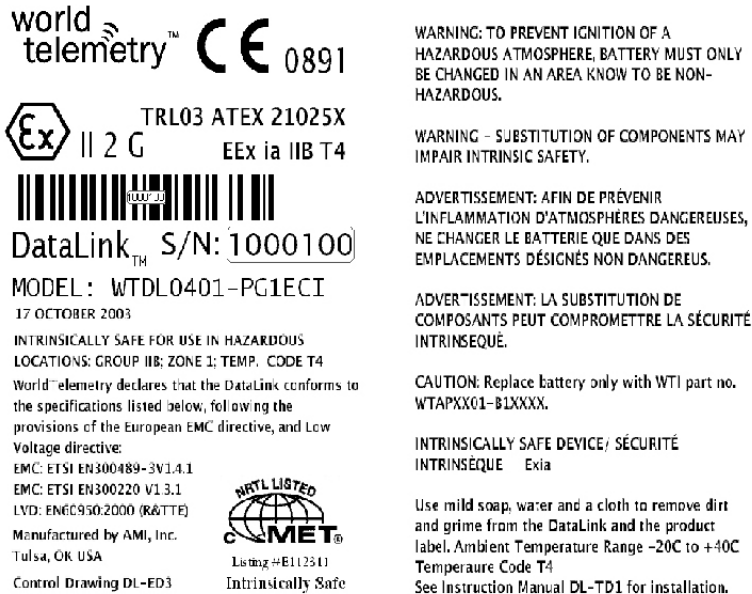 world
telemetry™
CE 0891
Ex II 2 G
TRL03 ATEX 21025X
EEx ia IIB T4
1000100
DataLink™ S/N: 1000100
MODEL: WTDL0401-PG1ECI
17 OCTOBER 2003
INTRINSICALLY SAFE FOR USE IN HAZARDOUS
LOCATIONS: GROUP IIB; ZONE 1; TEMP. CODE T4
World Telemetry declares that the DataLink conforms to
the specifications listed below, following the
provisions of the European EMC directive, and Low
Voltage directive:
EMC: ETSI EN300489-3V1.4.1
EMC: ETSI EN300220 V1.3.1
LVD: EN60950:2000 (R&TTE)
Manufactured by AMI, Inc.
Tulsa, OK USA
Control Drawing DL-ED3
NRTL LISTED
C MET®
Listing #E112311
Intrinsically Safe
WARNING: TO PREVENT IGNITION OF A
HAZARDOUS ATMOSPHERE, BATTERY MUST ONLY
BE CHANGED IN AN AREA KNOW TO BE NON-
HAZARDOUS.
WARNING - SUBSTITUTION OF COMPONENTS MAY
IMPAIR INTRINSIC SAFETY.
ADVERTISSEMENT: AFIN DE PRÉVENIR
L'INFLAMMATION D'ATMOSPHÈRES DANGEREUSES,
NE CHANGER LE BATTERIE QUE DANS DES
EMPLACEMENTS DÉSIGNÉS NON DANGEREUS.
ADVERTISSEMENT: LA SUBSTITUTION DE
COMPOSANTS PEUT COMPROMETTRE LA SÉCURITÉ
INTRINSEQUÈ.
CAUTION: Replace battery only with WTI part no.
WTAPXX01-B1XXXX.
INTRINSICALLY SAFE DEVICE/ SÉCURITÉ
INTRINSÈQUE Exia
Use mild soap, water and a cloth to remove dirt
and grime from the DataLink and the product
label. Ambient Temperature Range -20C to +40C
Temperaure Code T4
See Instruction Manual DL-TD1 for installation.